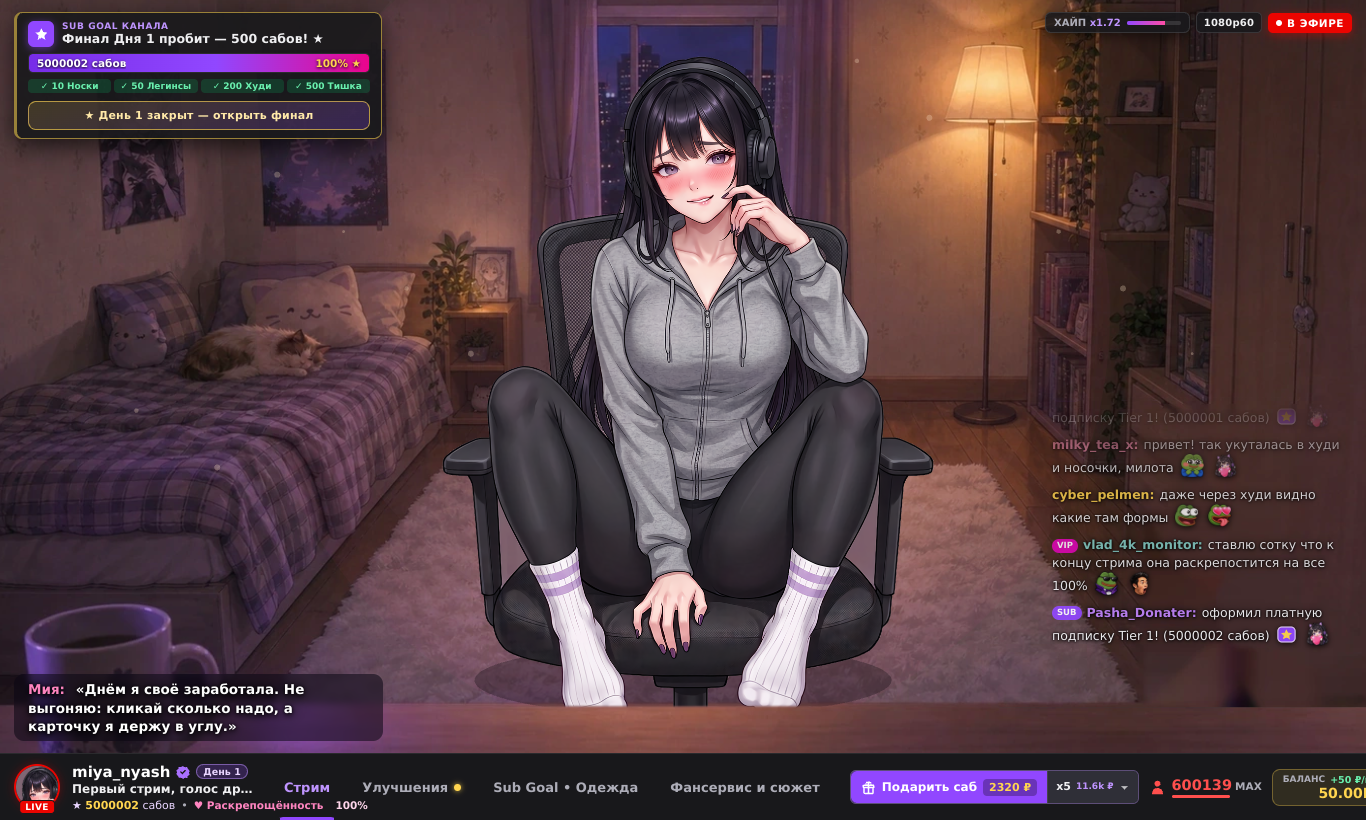 SUB GOAL КАНАЛА
Финал Дня 1 пробит — 500 сабов! ★
5000002 сабов 100% ★
✓ 10 Носки ✓ 50 Легинсы ✓ 200 Худи ✓ 500 Тишка
★ День 1 закрыт — открыть финал
ХАЙП x1.72 1080p60 В ЭФИРЕ
подписку Tier 1! (5000001 сабов)
milky_tea_x: привет! так укуталась в худи
и носочки, милота
cyber_pelmen: даже через худи видно
какие там формы
VIP vlad_4k_monitor: ставлю сотку что к
концу стрима она раскрепостится на все
100%
SUB Pasha_Donater: оформил платную
подписку Tier 1! (5000002 сабов)
Мия: «Днём я своё заработала. Не
выгоняю: кликай сколько надо, а
карточку я держу в углу.»
LIVE
miya_nyash День 1
Первый стрим, голос др…
★ 5000002 сабов • ♥ Раскрепощённость 100%
Стрим Улучшения Sub Goal • Одежда Фансервис и сюжет
Подарить саб 2320 ₽ x5 11.6k ₽
600139 MAX
БАЛАНС +50 ₽/
50.00